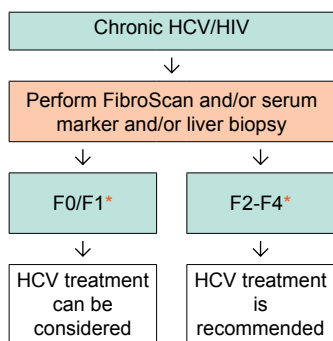 Chronic HCV/HIV
Perform FibroScan and/or serum
marker and/or liver biopsy
F0/F1*
F2-F4*
HCV treatment
can be
considered
HCV treatment
is
recommended